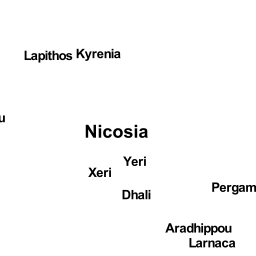 Lapithos Kyrenia
u
Nicosia
Yeri
Xeri
Dhali
Pergam
Aradhippou
Larnaca